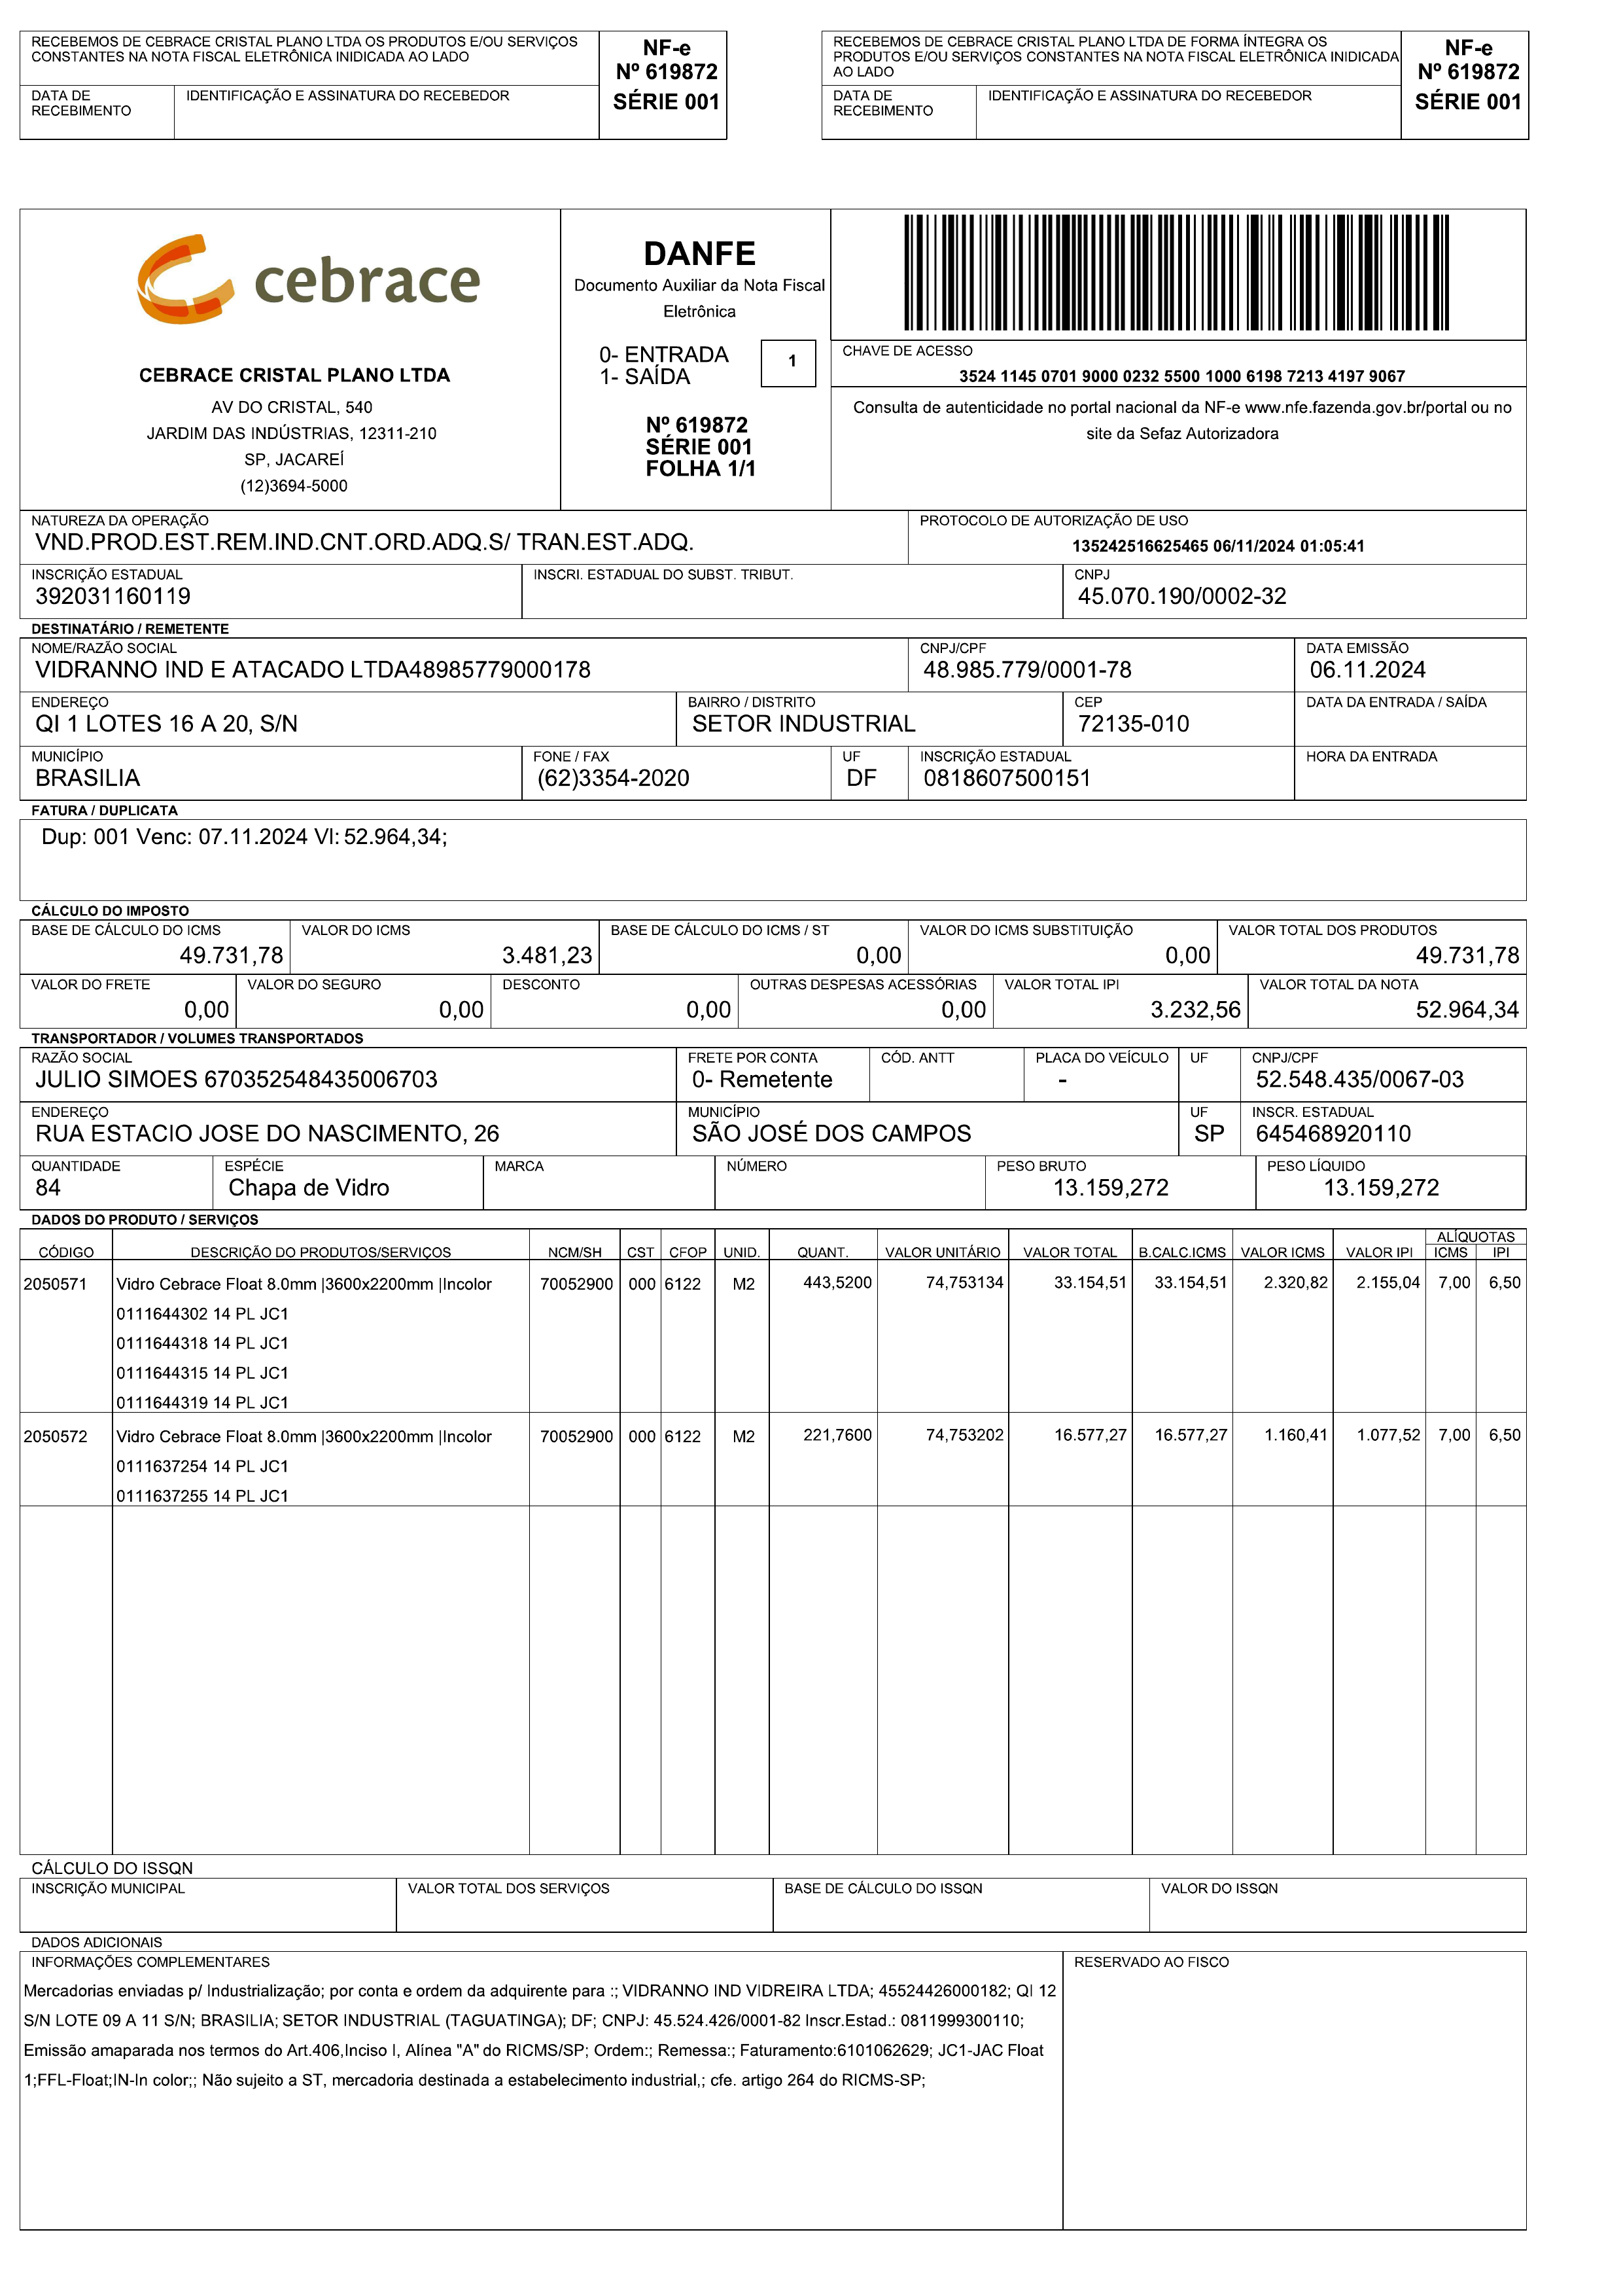 RECEBEMOS DE CEBRACE CRISTAL PLANO LTDA OS PRODUTOS E/OU SERVIÇOS
CONSTANTES NA NOTA FISCAL ELETRÔNICA INIDICADA AO LADO
DATA DE
RECEBIMENTO
IDENTIFICAÇÃO E ASSINATURA DO RECEBEDOR
NF-e
Nº 619872
SÉRIE 001
RECEBEMOS DE CEBRACE CRISTAL PLANO LTDA DE FORMA ÍNTEGRA OS
PRODUTOS E/OU SERVIÇOS CONSTANTES NA NOTA FISCAL ELETRÔNICA INIDICADA
AO LADO
DATA DE
RECEBIMENTO
IDENTIFICAÇÃO E ASSINATURA DO RECEBEDOR
NF-e
Nº 619872
SÉRIE 001
cebrace
CEBRACE CRISTAL PLANO LTDA
AV DO CRISTAL, 540
JARDIM DAS INDÚSTRIAS, 12311-210
SP, JACAREÍ
(12)3694-5000
DANFE
Documento Auxiliar da Nota Fiscal
Eletrônica
0- ENTRADA
1- SAÍDA
1
Nº 619872
SÉRIE 001
FOLHA 1/1
CHAVE DE ACESSO
3524 1145 0701 9000 0232 5500 1000 6198 7213 4197 9067
Consulta de autenticidade no portal nacional da NF-e www.nfe.fazenda.gov.br/portal ou no
site da Sefaz Autorizadora
NATUREZA DA OPERAÇÃO
VND.PROD.EST.REM.IND.CNT.ORD.ADQ.S/ TRAN.EST.ADQ.
PROTOCOLO DE AUTORIZAÇÃO DE USO
135242516625465 06/11/2024 01:05:41
INSCRIÇÃO ESTADUAL
392031160119
INSCRI. ESTADUAL DO SUBST. TRIBUT.
CNPJ
45.070.190/0002-32
DESTINATÁRIO / REMETENTE
NOME/RAZÃO SOCIAL
VIDRANNO IND E ATACADO LTDA48985779000178
CNPJ/CPF
48.985.779/0001-78
DATA EMISSÃO
06.11.2024
ENDEREÇO
QI 1 LOTES 16 A 20, S/N
BAIRRO / DISTRITO
SETOR INDUSTRIAL
CEP
72135-010
DATA DA ENTRADA / SAÍDA
MUNICÍPIO
BRASILIA
FONE / FAX
(62)3354-2020
UF
DF
INSCRIÇÃO ESTADUAL
0818607500151
HORA DA ENTRADA
FATURA / DUPLICATA
Dup: 001 Venc: 07.11.2024 Vl: 52.964,34;
CÁLCULO DO IMPOSTO
BASE DE CÁLCULO DO ICMS
49.731,78
VALOR DO ICMS
3.481,23
BASE DE CÁLCULO DO ICMS / ST
0,00
VALOR DO ICMS SUBSTITUIÇÃO
0,00
VALOR TOTAL DOS PRODUTOS
49.731,78
VALOR DO FRETE
0,00
VALOR DO SEGURO
0,00
DESCONTO
0,00
OUTRAS DESPESAS ACESSÓRIAS
0,00
VALOR TOTAL IPI
3.232,56
VALOR TOTAL DA NOTA
52.964,34
TRANSPORTADOR / VOLUMES TRANSPORTADOS
RAZÃO SOCIAL
JULIO SIMOES 670352548435006703
FRETE POR CONTA
0- Remetente
CÓD. ANTT
PLACA DO VEÍCULO
-
UF
CNPJ/CPF
52.548.435/0067-03
ENDEREÇO
RUA ESTACIO JOSE DO NASCIMENTO, 26
MUNICÍPIO
SÃO JOSÉ DOS CAMPOS
UF
SP
INSCR. ESTADUAL
645468920110
QUANTIDADE
84
ESPÉCIE
Chapa de Vidro
MARCA
NÚMERO
PESO BRUTO
13.159,272
PESO LÍQUIDO
13.159,272
DADOS DO PRODUTO / SERVIÇOS
CÓDIGO DESCRIÇÃO DO PRODUTOS/SERVIÇOS NCM/SH CST CFOP UNID. QUANT. VALOR UNITÁRIO VALOR TOTAL B.CALC.ICMS VALOR ICMS VALOR IPI ALÍQUOTAS ICMS IPI
2050571 Vidro Cebrace Float 8.0mm |3600x2200mm |Incolor 70052900 000 6122 M2 443,5200 74,753134 33.154,51 33.154,51 2.320,82 2.155,04 7,00 6,50
0111644302 14 PL JC1
0111644318 14 PL JC1
0111644315 14 PL JC1
0111644319 14 PL JC1
2050572 Vidro Cebrace Float 8.0mm |3600x2200mm |Incolor 70052900 000 6122 M2 221,7600 74,753202 16.577,27 16.577,27 1.160,41 1.077,52 7,00 6,50
0111637254 14 PL JC1
0111637255 14 PL JC1
CÁLCULO DO ISSQN
INSCRIÇÃO MUNICIPAL
VALOR TOTAL DOS SERVIÇOS
BASE DE CÁLCULO DO ISSQN
VALOR DO ISSQN
DADOS ADICIONAIS
INFORMAÇÕES COMPLEMENTARES
Mercadorias enviadas p/ Industrialização; por conta e ordem da adquirente para :; VIDRANNO IND VIDREIRA LTDA; 45524426000182; QI 12
S/N LOTE 09 A 11 S/N; BRASILIA; SETOR INDUSTRIAL (TAGUATINGA); DF; CNPJ: 45.524.426/0001-82 Inscr.Estad.: 0811999300110;
Emissão amaparada nos termos do Art.406,Inciso I, Alínea "A" do RICMS/SP; Ordem:; Remessa:; Faturamento:6101062629; JC1-JAC Float
1;FFL-Float;IN-In color;; Não sujeito a ST, mercadoria destinada a estabelecimento industrial,; cfe. artigo 264 do RICMS-SP;
RESERVADO AO FISCO